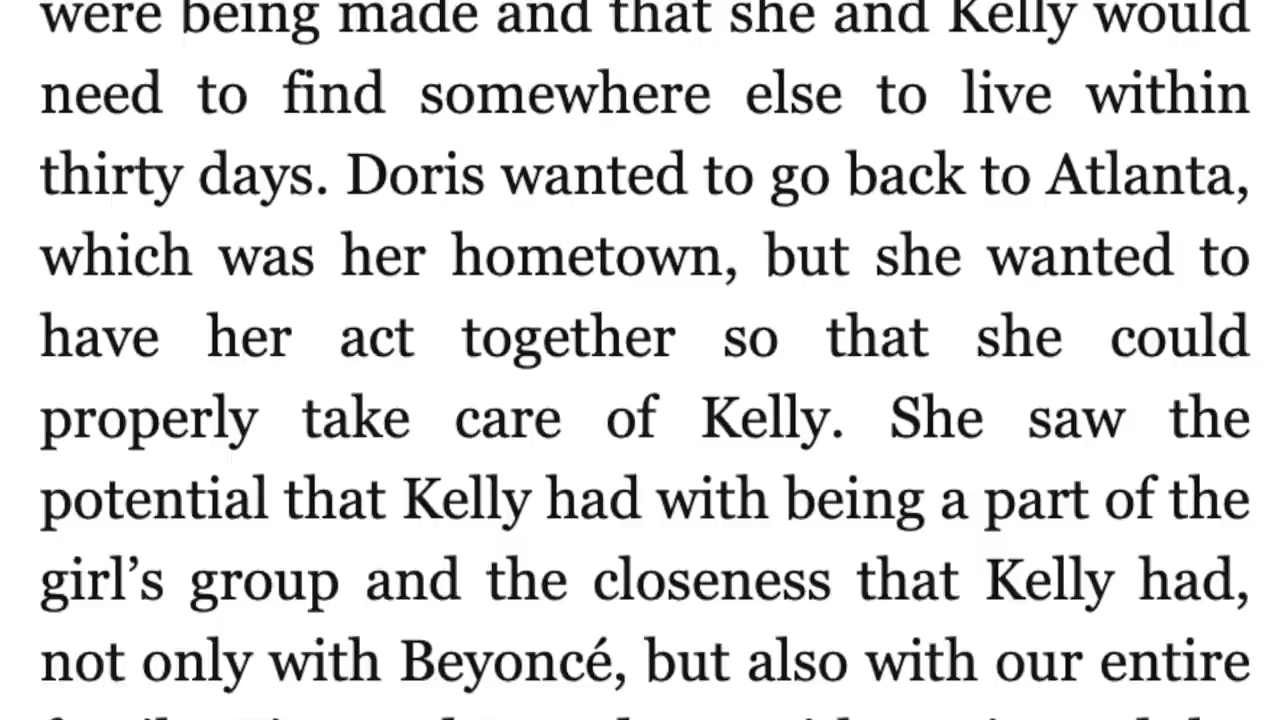 were being made and that she and Kelly would
need to find somewhere else to live within
thirty days. Doris wanted to go back to Atlanta,
which was her hometown, but she wanted to
have her act together so that she could
properly take care of Kelly. She saw the
potential that Kelly had with being a part of the
girl’s group and the closeness that Kelly had,
not only with Beyoncé, but also with our entire